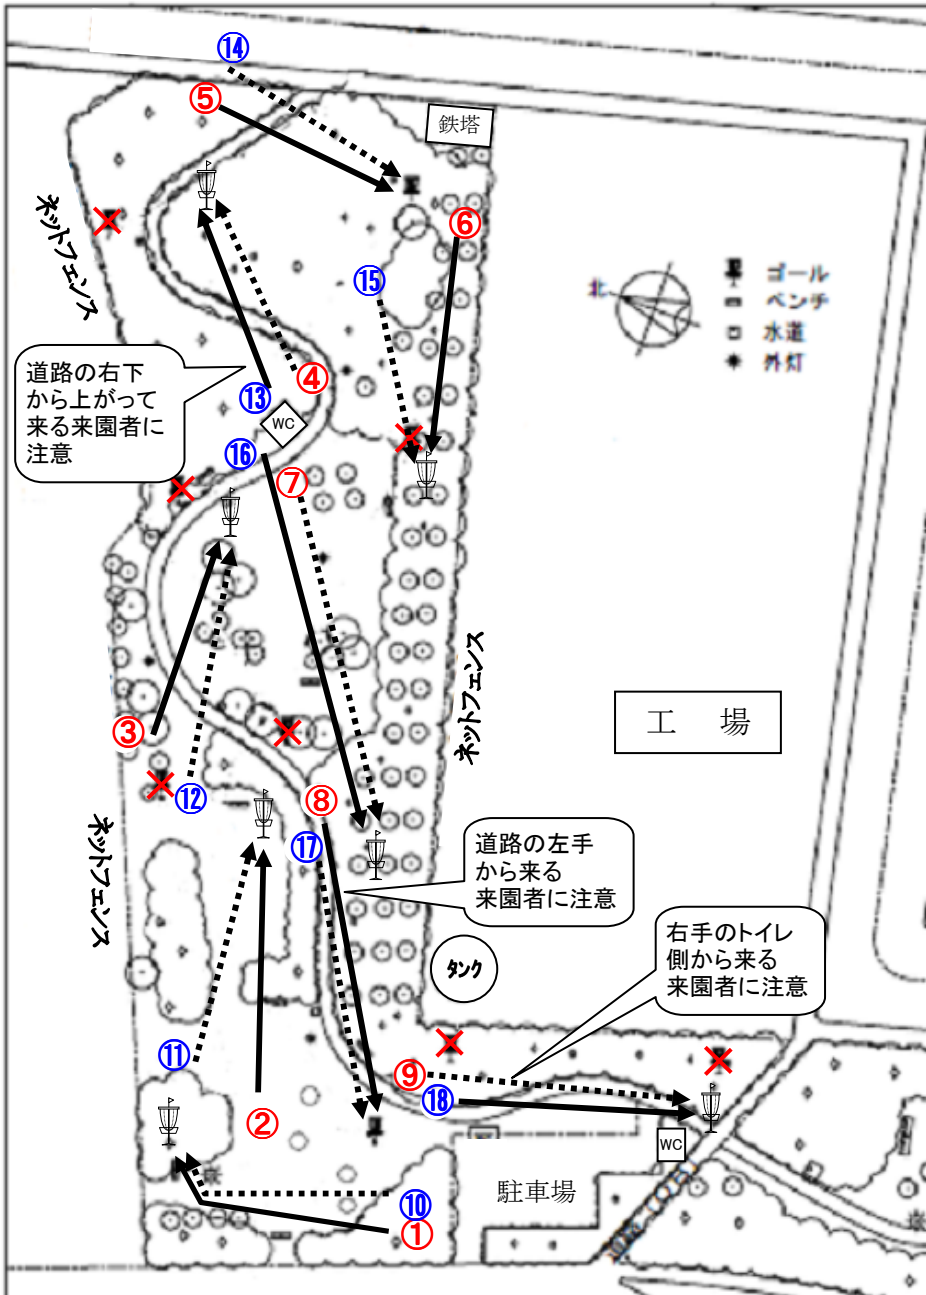 ⑭
⑤
鉄塔
⑥
ネットフェンス
⑮
北
ゴール
ベンチ
水道
外灯
道路の右下
から上がって
来る来園者に
注意
④
⑬
WC
⑯
⑦
ネットフェンス
工 場
③
⑫
⑧
⑰
ネットフェンス
道路の左手
から来る
来園者に注意
右手のトイレ
側から来る
来園者に注意
タンク
⑪
⑨
⑱
②
WC
駐車場
⑩
①